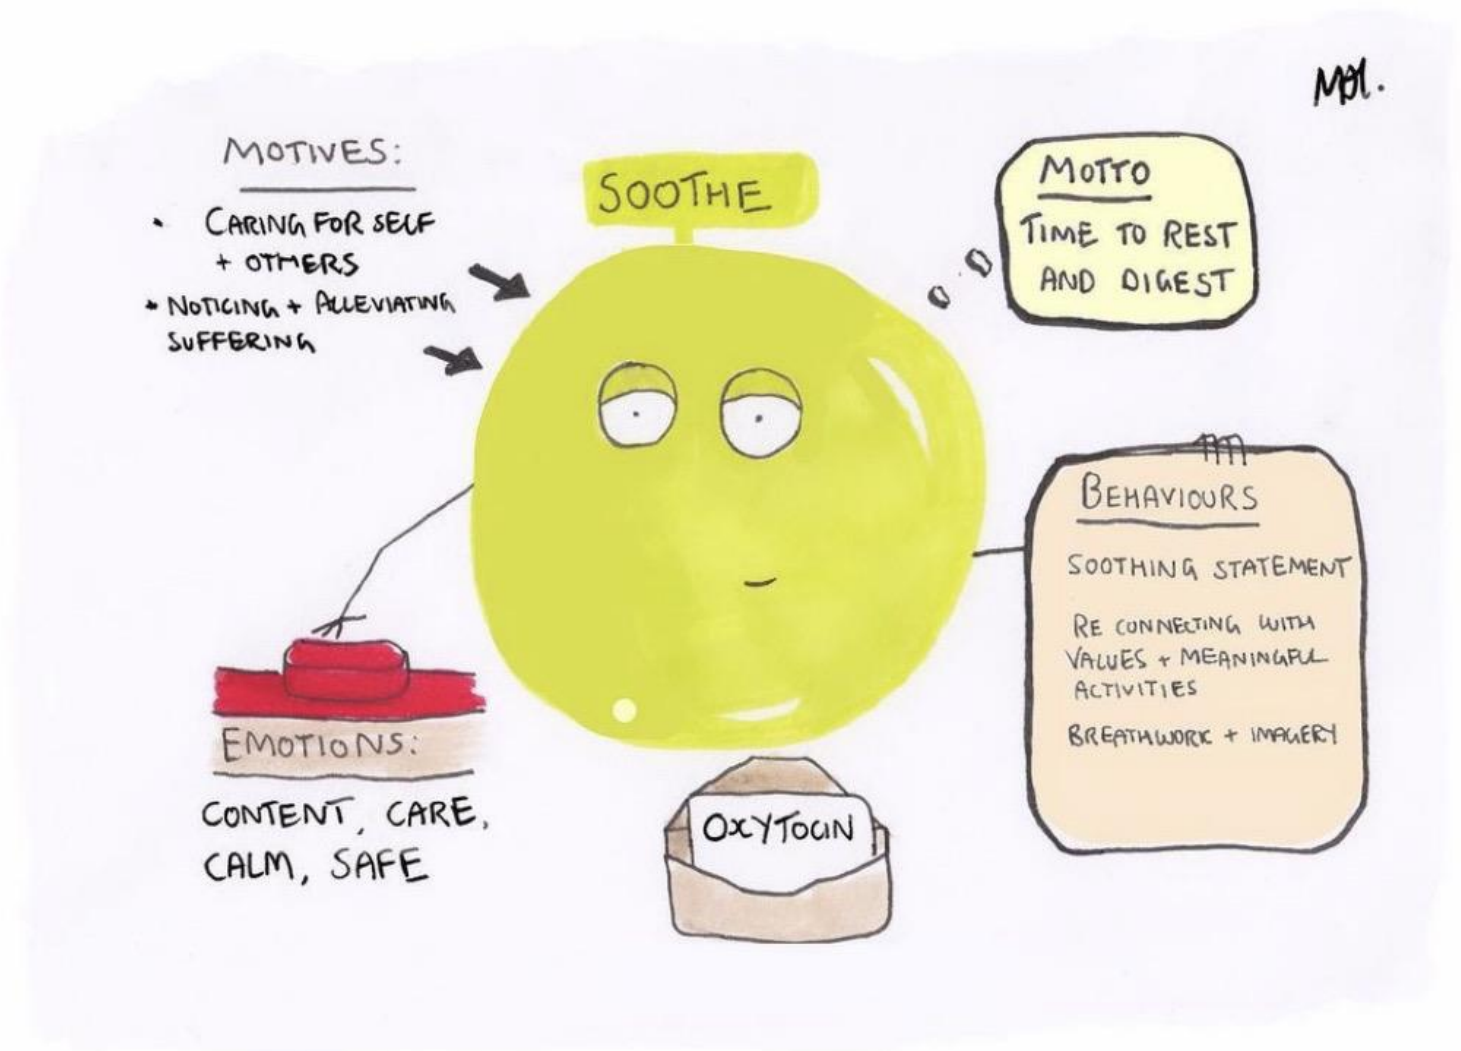 MOTIVES:
• CARING FOR SELF
+ OTHERS
• NOTICING + ALLEVIATING
SUFFERING
SOOTHE
MOTTO
TIME TO REST
AND DIGEST
BEHAVIOURS
SOOTHING STATEMENT
RE CONNECTING WITH
VALUES + MEANINGFUL
ACTIVITIES
BREATHWORK + IMAGERY
EMOTIONS:
CONTENT, CARE,
CALM, SAFE
OXYTOCIN